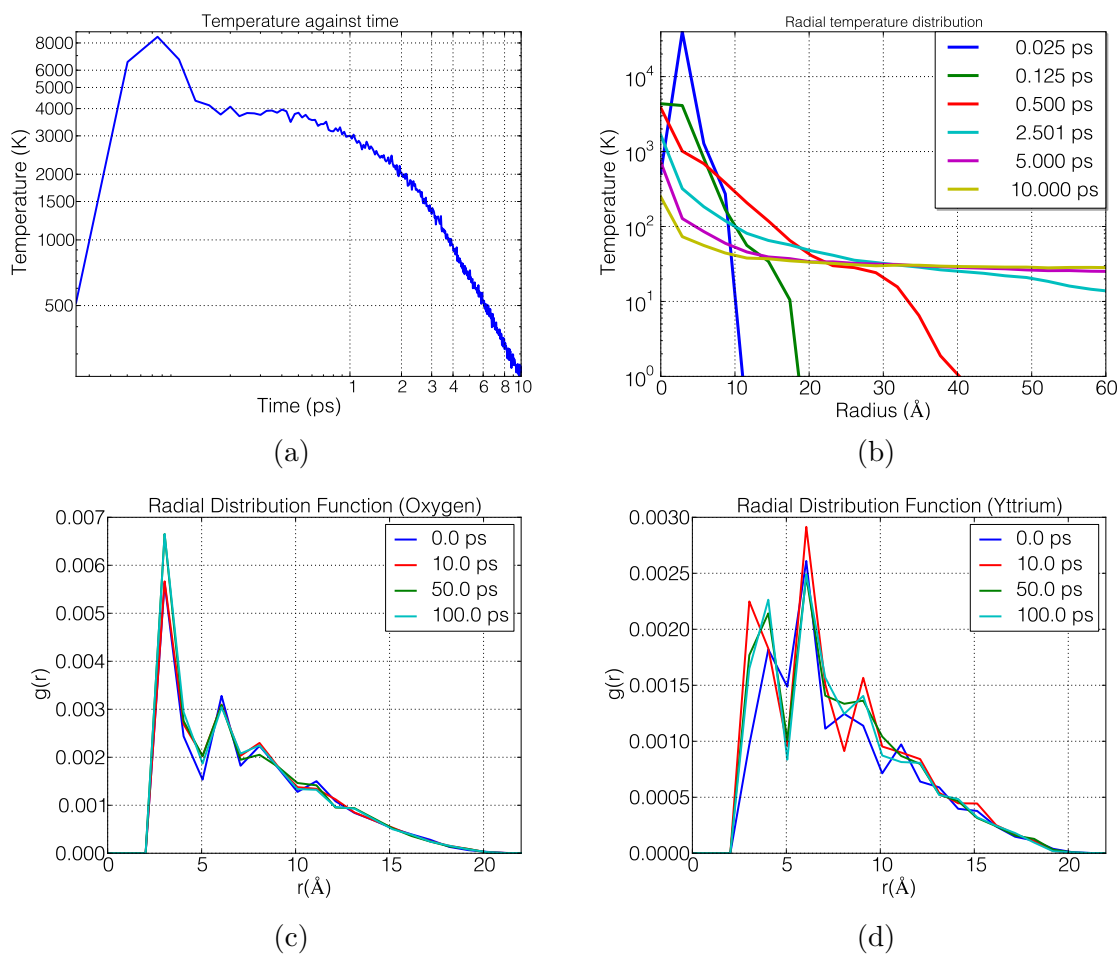 Temperature against time
Temperature (K)
8000
6000
5000
4000
3000
2000
1500
1000
500
1 2 3 4 6 8 10
Time (ps)
(a)
Radial temperature distribution
Temperature (K)
10^4
10^3
10^2
10^1
10^0
0.025 ps
0.125 ps
0.500 ps
2.501 ps
5.000 ps
10.000 ps
0 10 20 30 40 50 60
Radius (Å)
(b)
Radial Distribution Function (Oxygen)
g(r)
0.007
0.006
0.005
0.004
0.003
0.002
0.001
0.000
0.0 ps
10.0 ps
50.0 ps
100.0 ps
0 5 10 15 20
r(Å)
(c)
Radial Distribution Function (Yttrium)
g(r)
0.0030
0.0025
0.0020
0.0015
0.0010
0.0005
0.0000
0.0 ps
10.0 ps
50.0 ps
100.0 ps
0 5 10 15 20
r(Å)
(d)